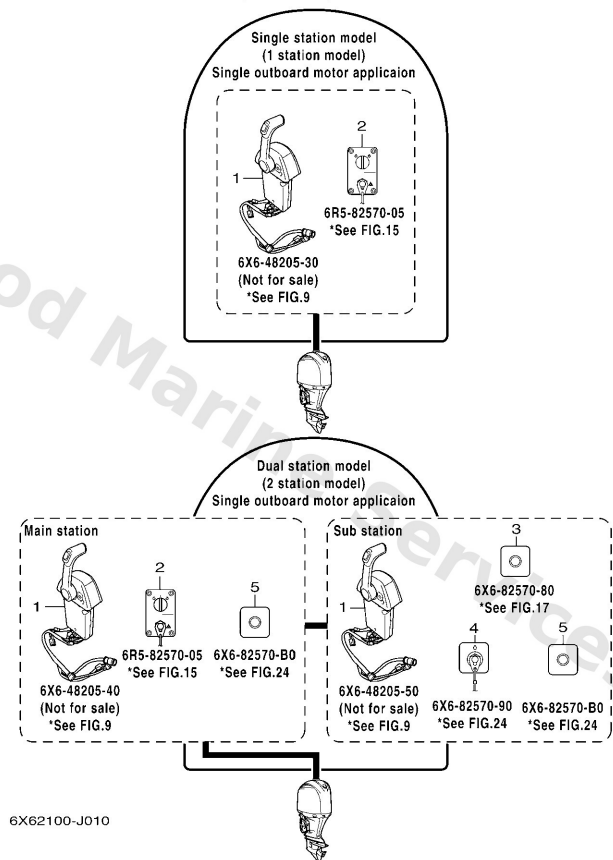 Single station model
(1 station model)
Single outboard motor applicaion
1
2
6R5-82570-05
*See FIG.15
6X6-48205-30
(Not for sale)
*See FIG.9
Dual station model
(2 station model)
Single outboard motor applicaion
Main station
1
2
5
6R5-82570-05
*See FIG.15
6X6-82570-B0
*See FIG.24
6X6-48205-40
(Not for sale)
*See FIG.9
Sub station
1
3
6X6-82570-80
*See FIG.17
4
5
6X6-48205-50
(Not for sale)
*See FIG.9
6X6-82570-90
*See FIG.24
6X6-82570-B0
*See FIG.24
6X62100-J010
od Marine Services